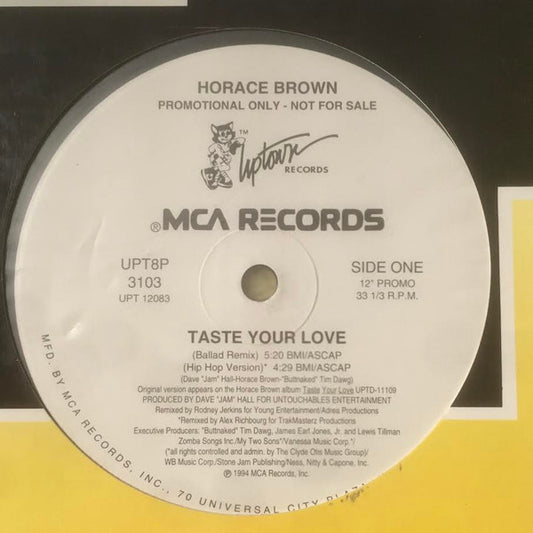 HORACE BROWN
PROMOTIONAL ONLY - NOT FOR SALE
Uptown™
RECORDS
®MCA RECORDS
UPT8P
3103
UPT 12083
SIDE ONE
12" PROMO
33 1/3 R.P.M.
TASTE YOUR LOVE
(Ballad Remix) 5:20 BMI/ASCAP
(Hip Hop Version)* 4:29 BMI/ASCAP
(Dave "Jam" Hall-Horace Brown-"Buttnaked" Tim Dawg)
Original version appears on the Horace Brown album Taste Your Love UPTD-11109
PRODUCED BY DAVE "JAM" HALL FOR UNTOUCHABLES ENTERTAINMENT
Remixed by Rodney Jerkins for Young Entertainment/Adrea Productions
*Remixed by Alex Richbourg for TrakMasterz Productions
Executive Producers: "Buttnaked" Tim Dawg, James Earl Jones, Jr. and Lewis Tillman
Zomba Songs Inc./My Two Sons*/Vanessa Music Corp.*/
(*all rights controlled and admin. by The Clyde Otis Music Group)/
WB Music Corp./Stone Jam Publishing/Ness, Nitty & Capone, Inc.
℗ 1994 MCA Records, Inc.
MFD. BY MCA RECORDS, INC., 70 UNIVERSAL CITY PLAZA